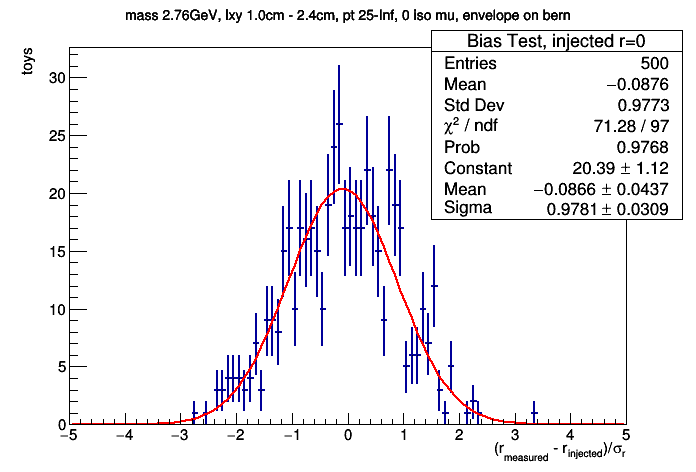 mass 2.76GeV, lxy 1.0cm - 2.4cm, pt 25-Inf, 0 Iso mu, envelope on bern
toys
Bias Test, injected r=0
Entries 500
Mean −0.0876
Std Dev 0.9773
χ² / ndf 71.28 / 97
Prob 0.9768
Constant 20.39 ± 1.12
Mean −0.0866 ± 0.0437
Sigma 0.9781 ± 0.0309
30
25
20
15
10
5
0
−5 −4 −3 −2 −1 0 1 2 3 4 5
(r_measured - r_injected)/σ_r